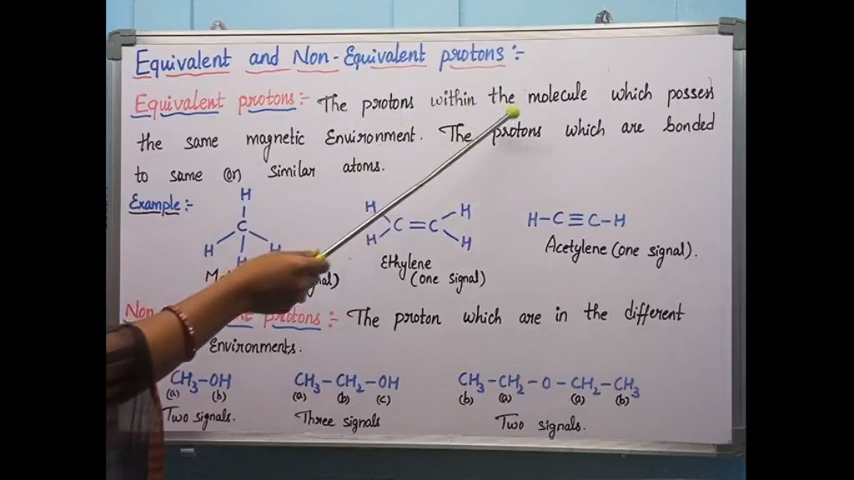 Equivalent and Non-Equivalent protons :-
Equivalent protons :- The protons within the molecule which possess
the same magnetic Environment. The protons which are bonded
to same (or) similar atoms.
Example :-
H
C
H H
H
H H
C = C
H H
H-C≡C-H
Ethylene
(one signal)
Acetylene (one signal).
Non protons :- The proton which are in the different
Environments.
CH3-OH
(a) (b)
Two signals.
CH3-CH2-OH
(a) (b) (c)
Three signals
CH3-CH2-O-CH2-CH3
(b) (a) (a) (b)
Two signals.